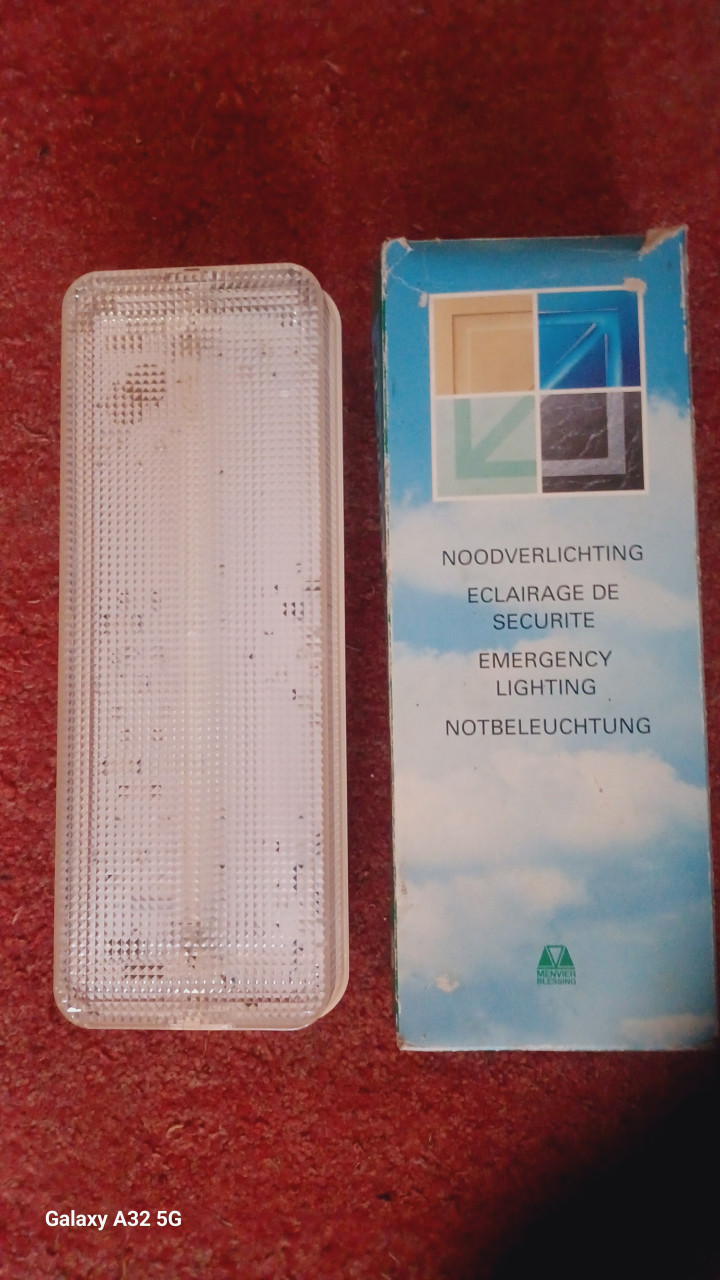 NOODVERLICHTING
ECLAIRAGE DE
SECURITE
EMERGENCY
LIGHTING
NOTBELEUCHTUNG
MENVIER
BLESSING
Galaxy A32 5G